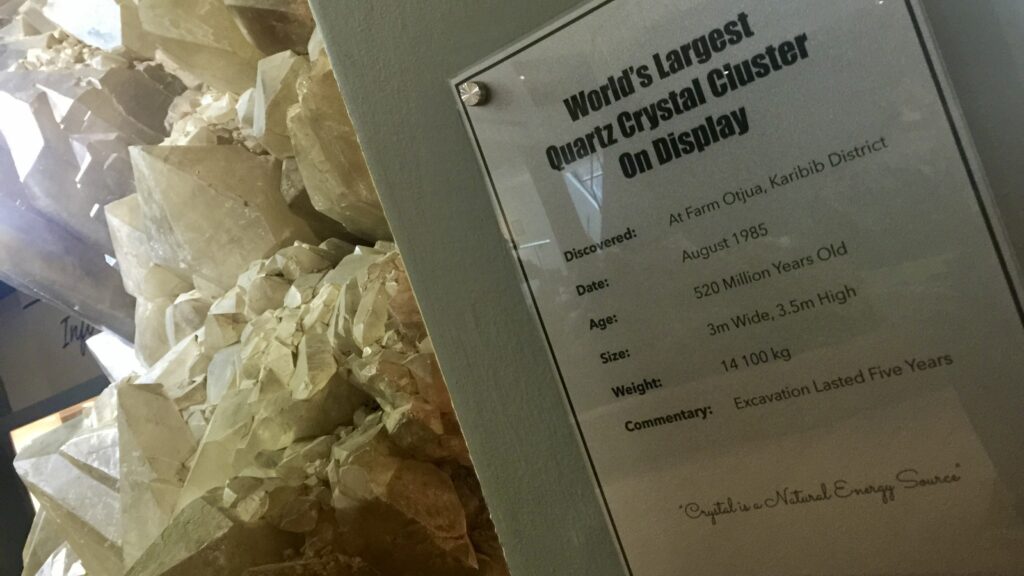 World's Largest
Quartz Crystal Cluster
On Display
Discovered: At Farm Otjua, Karibib District
Date: August 1985
Age: 520 Million Years Old
Size: 3m Wide, 3.5m High
Weight: 14 100 kg
Commentary: Excavation Lasted Five Years
"Crystal is a Natural Energy Source"